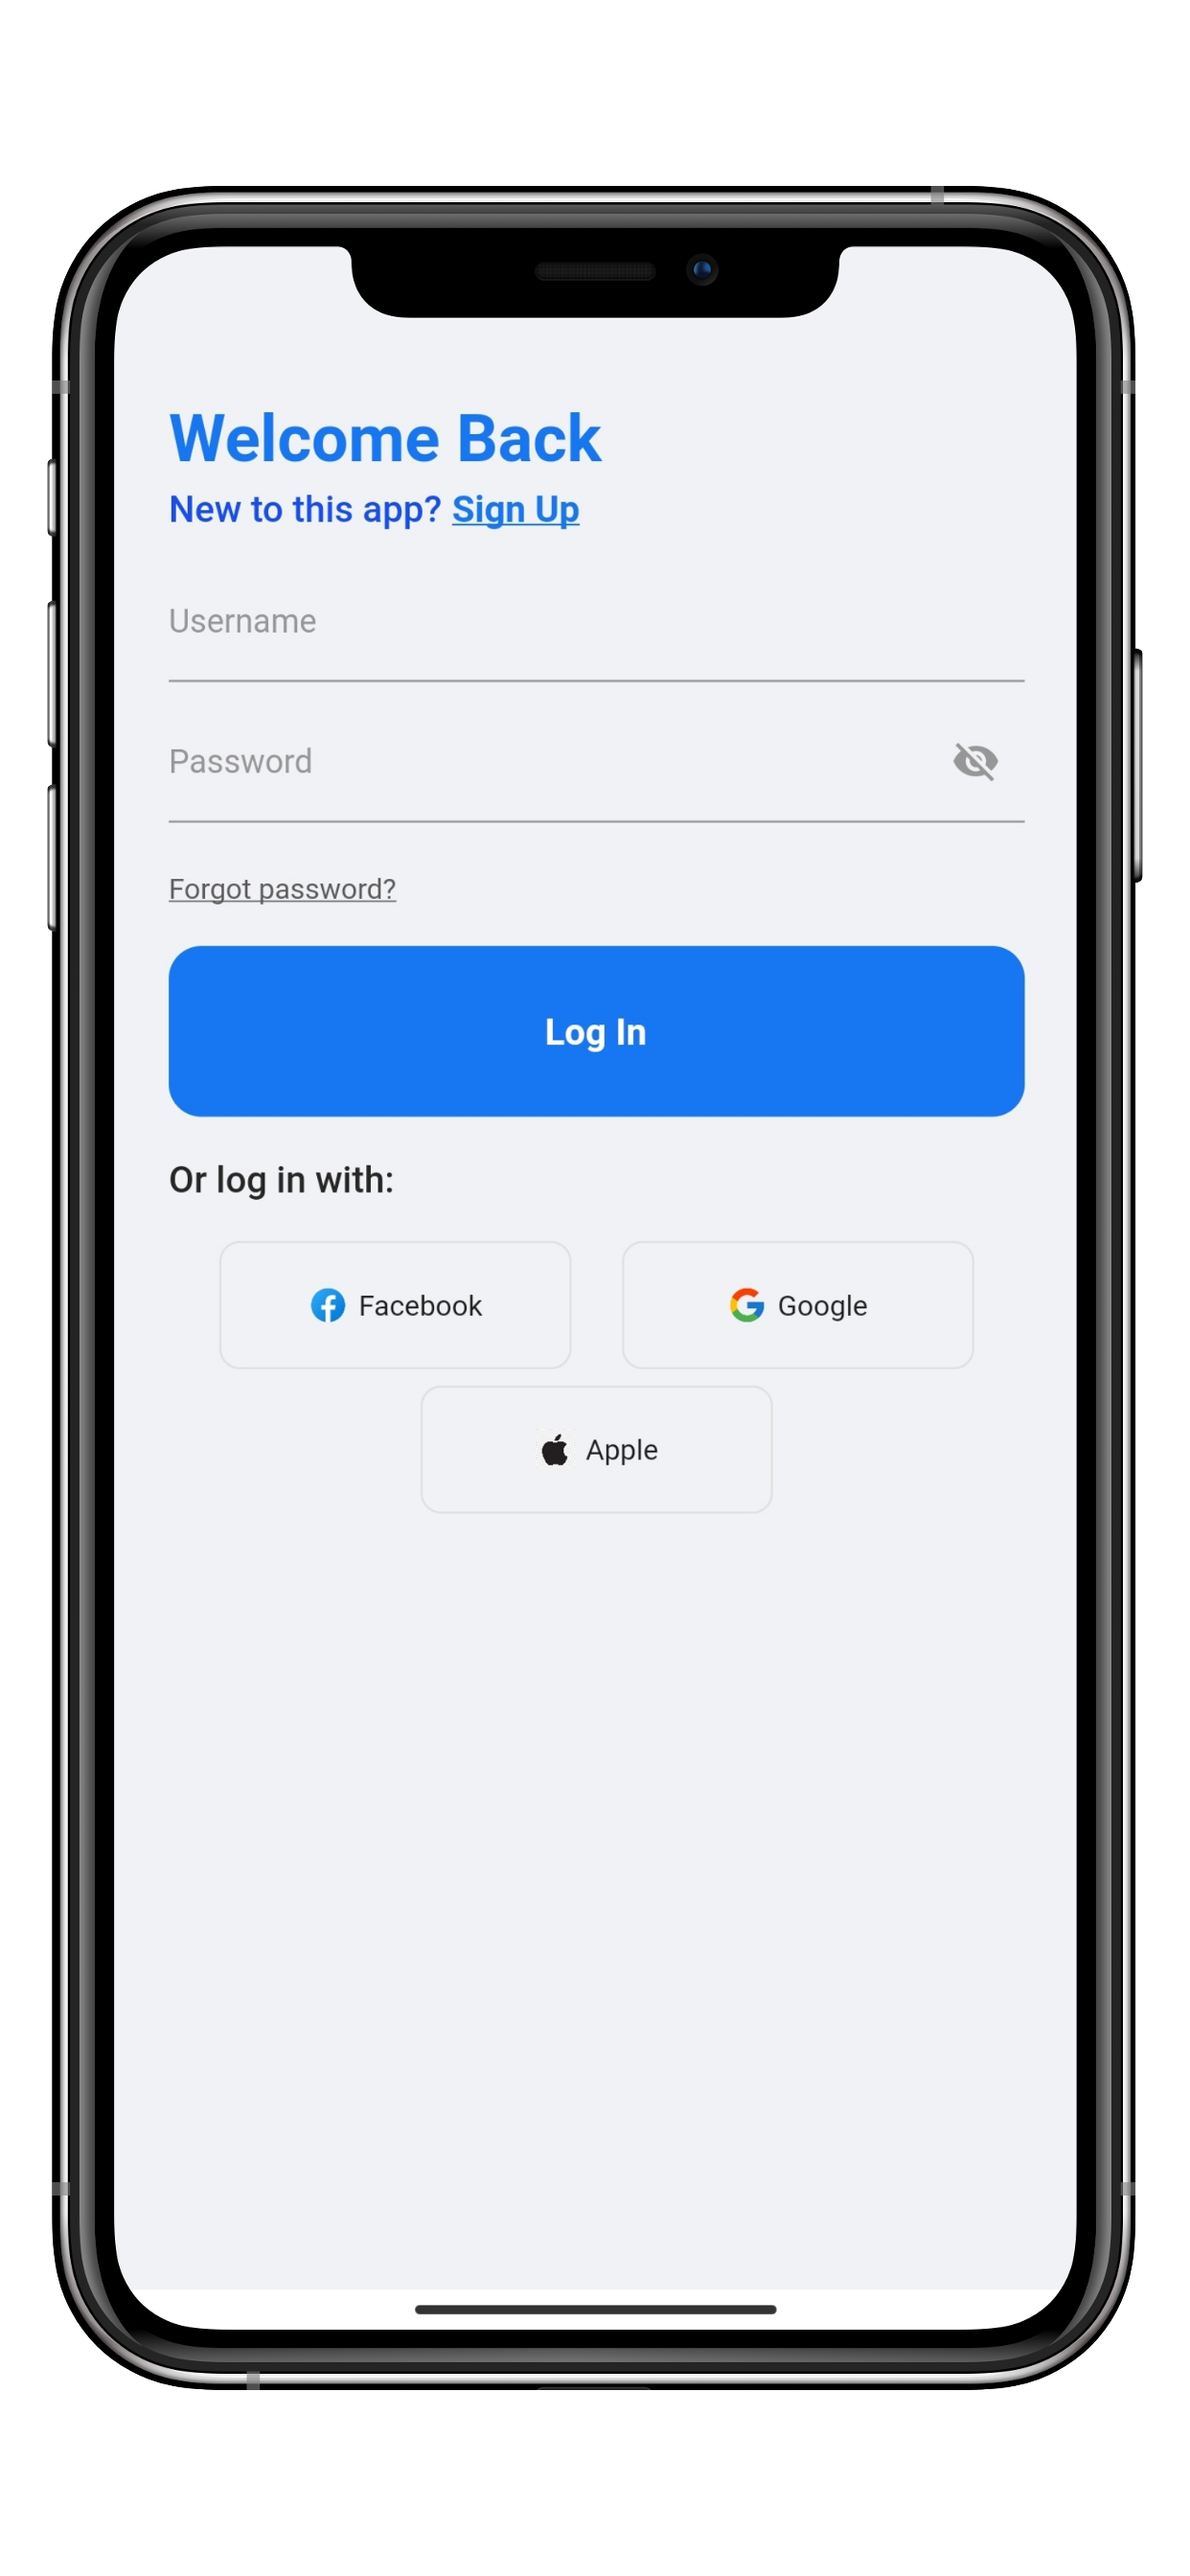 Welcome Back
New to this app? Sign Up
Username
Password
Forgot password?
Log In
Or log in with:
Facebook
Google
Apple